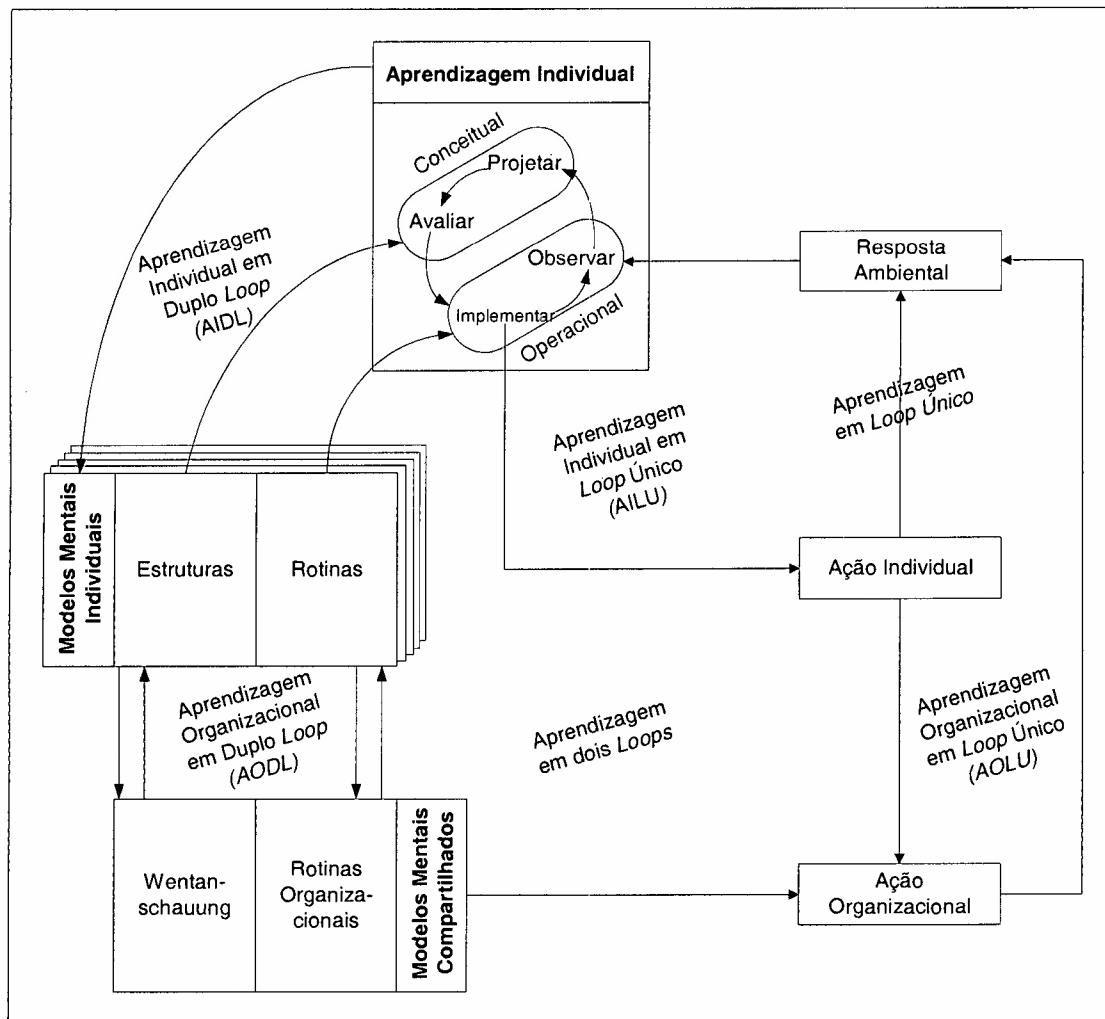 Aprendizagem Individual
Conceitual
Projetar
Avaliar
Observar
Implementar
Operacional
Aprendizagem
Individual em
Duplo Loop
(AIDL)
Resposta
Ambiental
Aprendizagem
em Loop Único
Aprendizagem
Individual em
Loop Único
(AILU)
Modelos Mentais
Individuais
Estruturas
Rotinas
Ação Individual
Aprendizagem
Organizacional
em Duplo Loop
(AODL)
Aprendizagem
em dois Loops
Aprendizagem
Organizacional
em Loop Único
(AOLU)
Wentan-
schauung
Rotinas
Organiza-
cionais
Modelos Mentais
Compartilhados
Ação
Organizacional